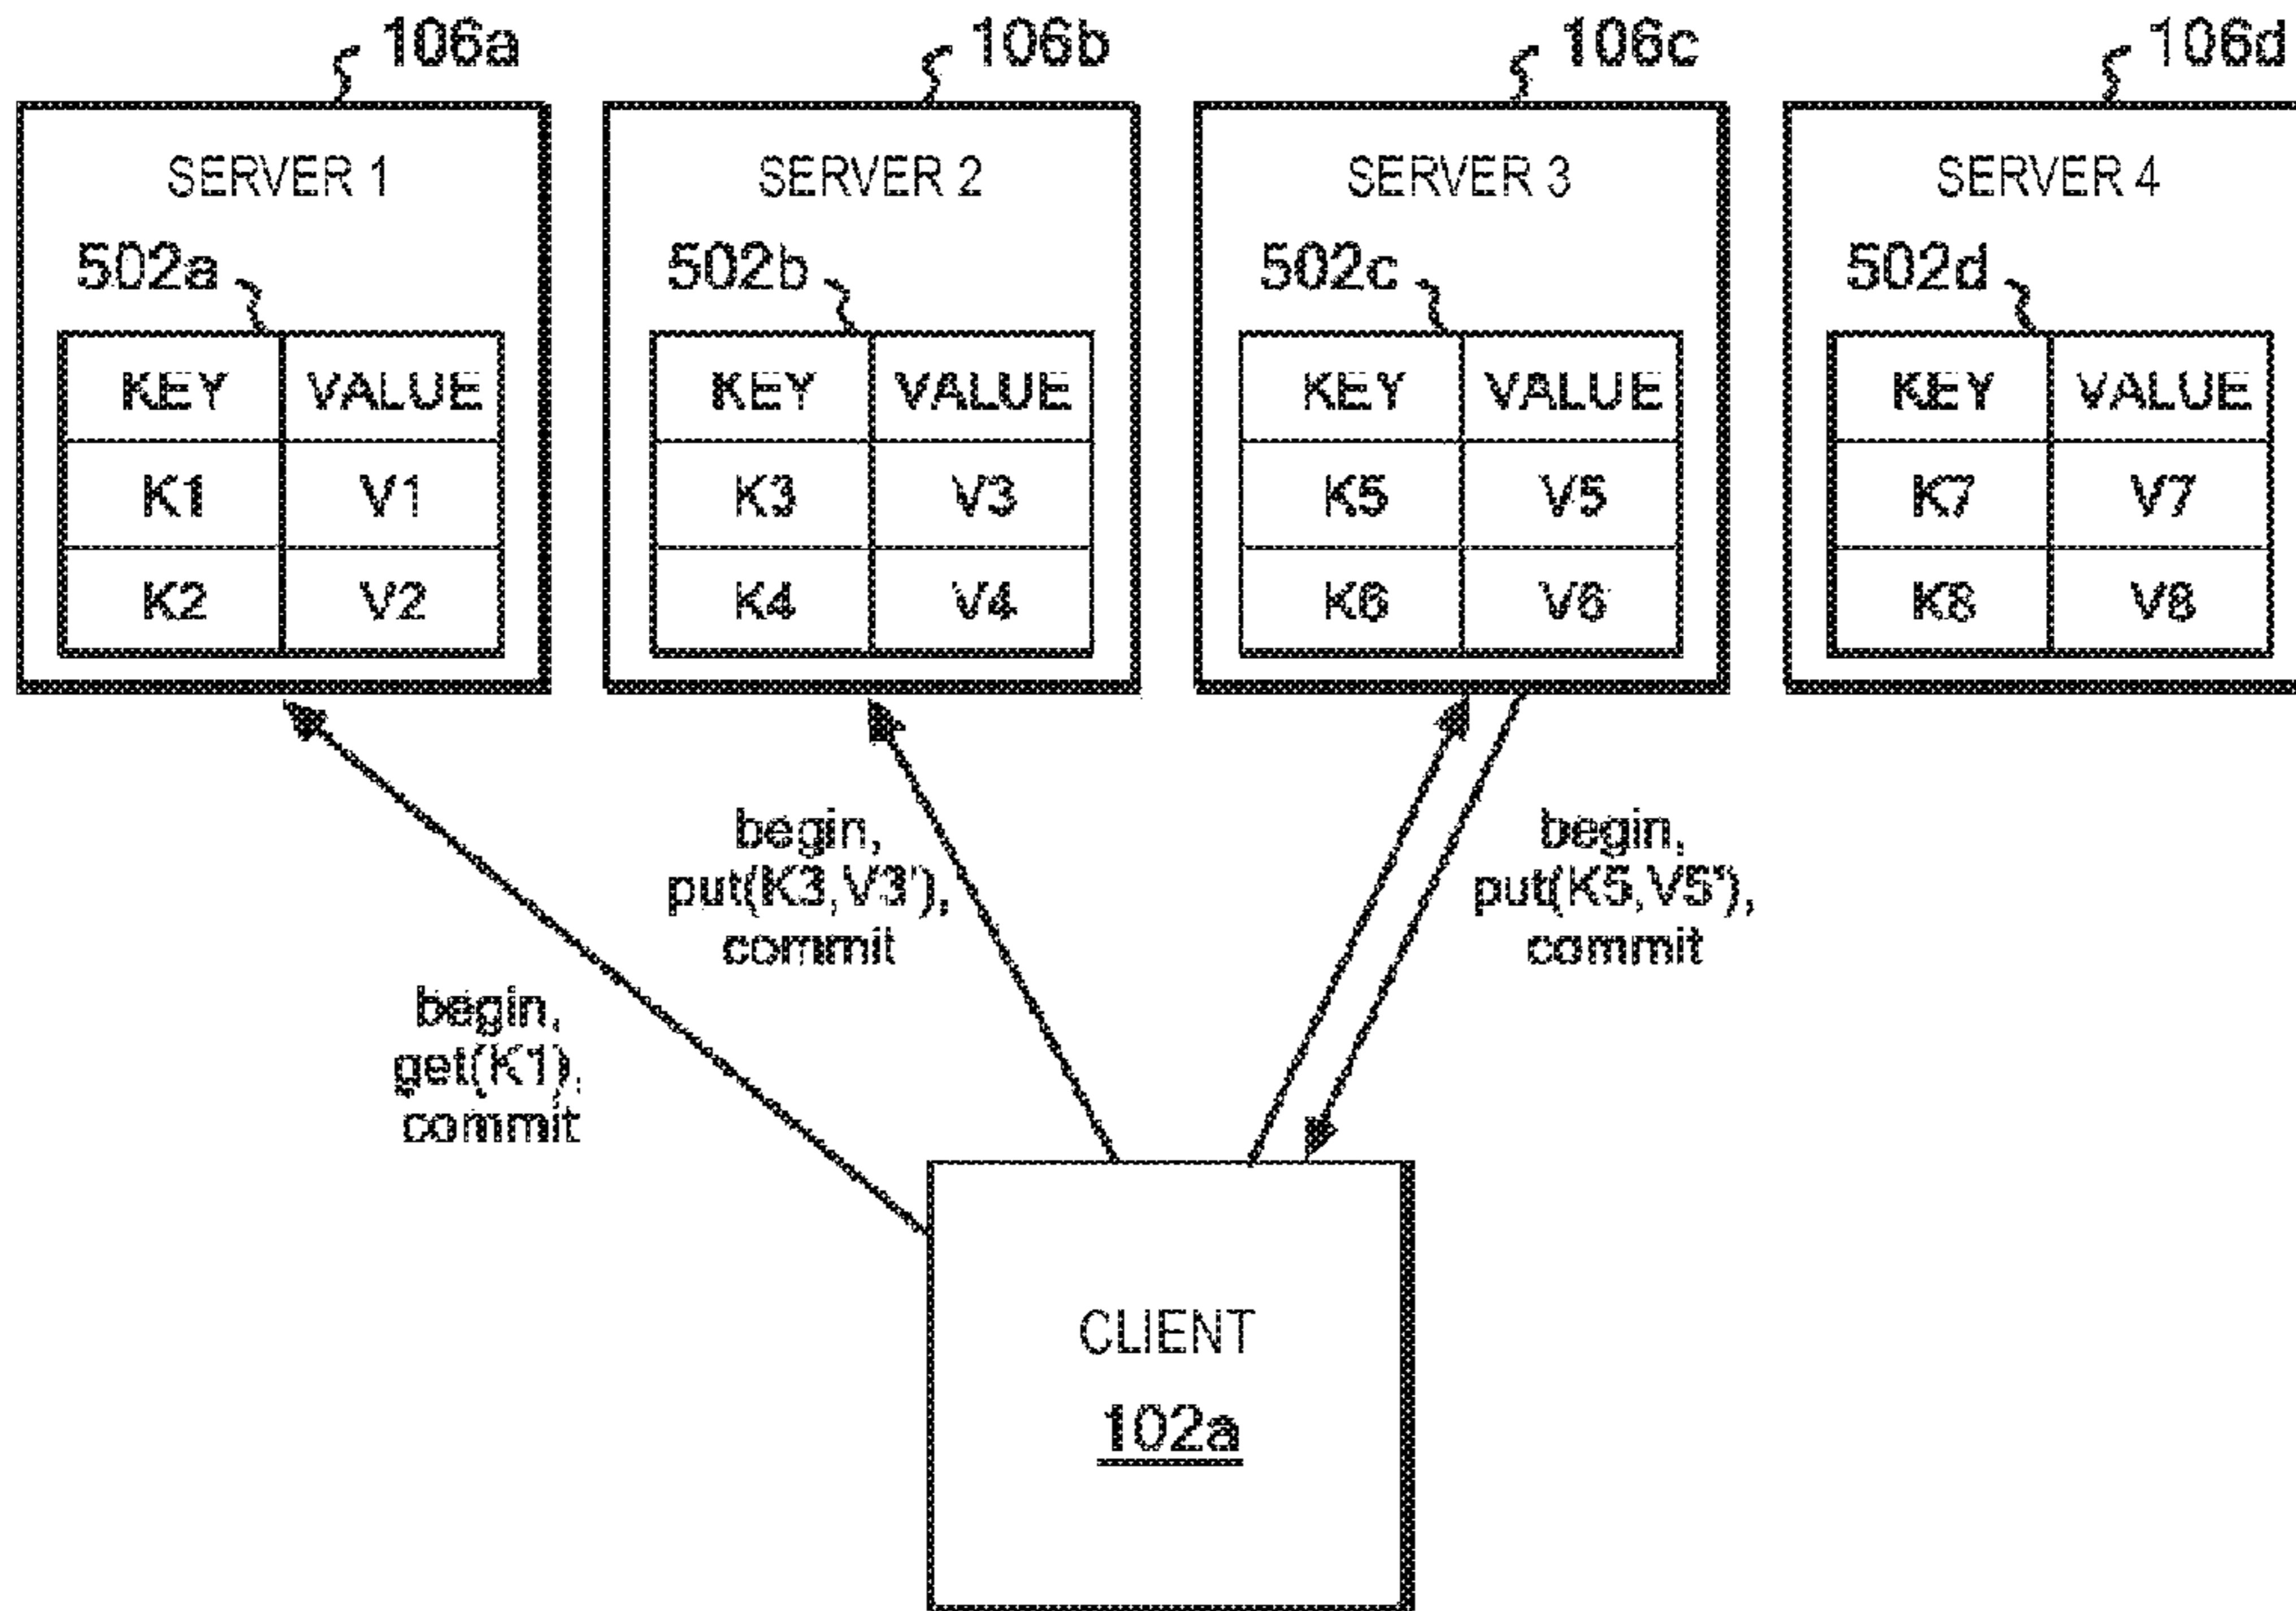 106a
106b
106c
106d
SERVER 1
SERVER 2
SERVER 3
SERVER 4
502a
502b
502c
502d
KEY VALUE
K1 V1
K2 V2
KEY VALUE
K3 V3
K4 V4
KEY VALUE
K5 V5
K6 V6
KEY VALUE
K7 V7
K8 V8
begin,
get(K1),
commit
begin,
put(K3,V3'),
commit
begin,
put(K5,V5'),
commit
CLIENT
102a